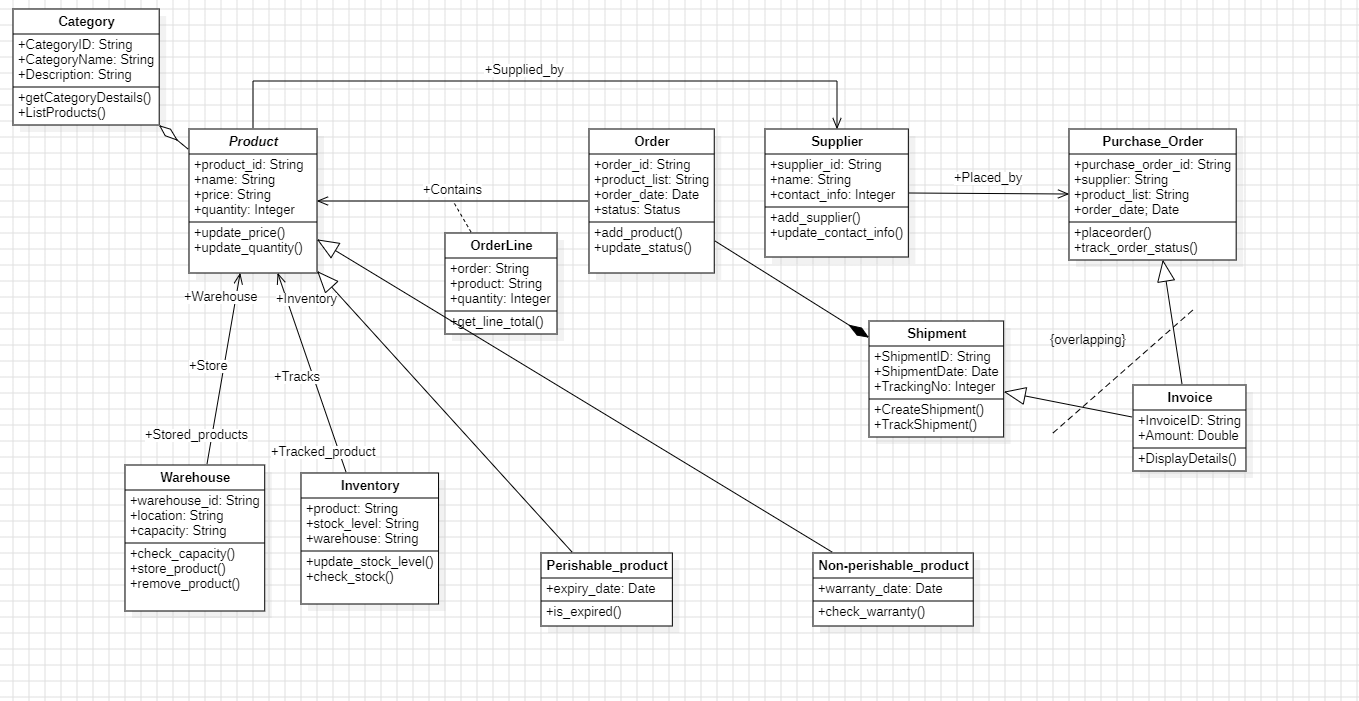 Category
+CategoryID: String
+CategoryName: String
+Description: String
+getCategoryDestails()
+ListProducts()
+Supplied_by
Product
+product_id: String
+name: String
+price: String
+quantity: Integer
+update_price()
+update_quantity()
+Contains
OrderLine
+order: String
+product: String
+quantity: Integer
+get_line_total()
Order
+order_id: String
+product_list: String
+order_date: Date
+status: Status
+add_product()
+update_status()
Supplier
+supplier_id: String
+name: String
+contact_info: Integer
+add_supplier()
+update_contact_info()
+Placed_by
Purchase_Order
+purchase_order_id: String
+supplier: String
+product_list: String
+order_date; Date
+placeorder()
+track_order_status()
+Warehouse
+Inventory
+Store
+Tracks
+Stored_products
+Tracked_product
Shipment
+ShipmentID: String
+ShipmentDate: Date
+TrackingNo: Integer
+CreateShipment()
+TrackShipment()
{overlapping}
Invoice
+InvoiceID: String
+Amount: Double
+DisplayDetails()
Warehouse
+warehouse_id: String
+location: String
+capacity: String
+check_capacity()
+store_product()
+remove_product()
Inventory
+product: String
+stock_level: String
+warehouse: String
+update_stock_level()
+check_stock()
Perishable_product
+expiry_date: Date
+is_expired()
Non-perishable_product
+warranty_date: Date
+check_warranty()